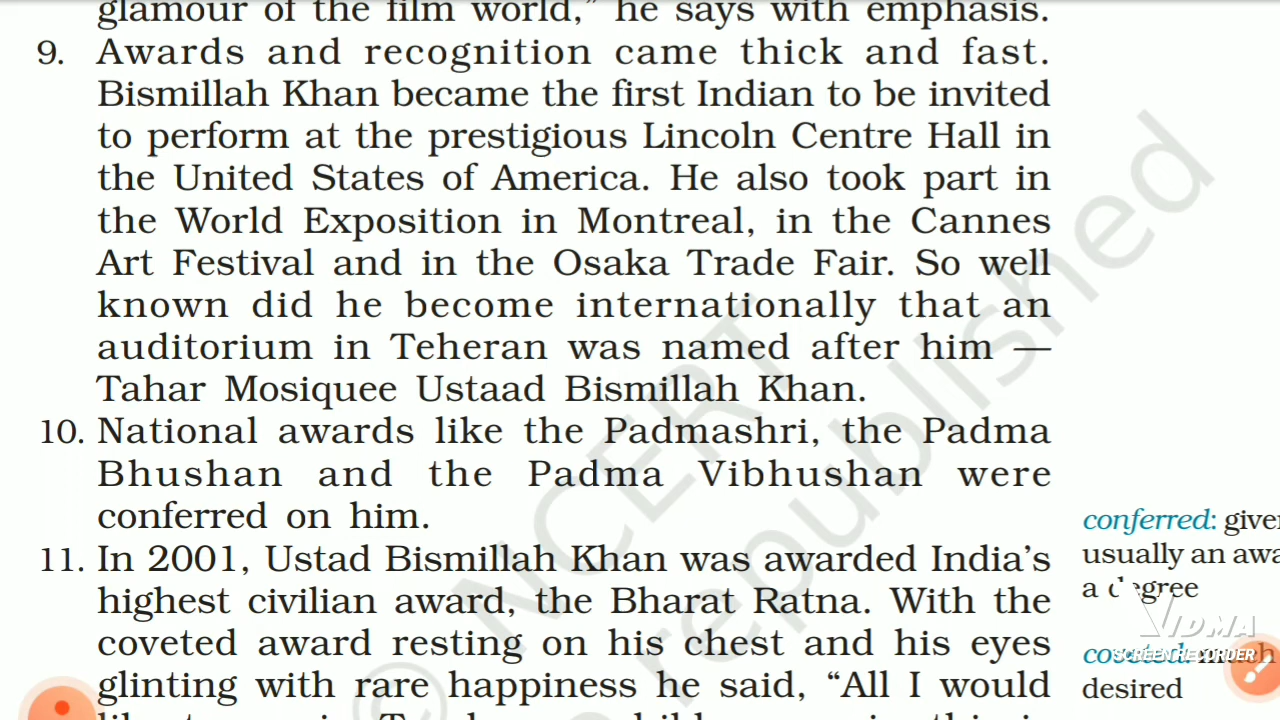 glamour of the film world," he says with emphasis.
9. Awards and recognition came thick and fast.
Bismillah Khan became the first Indian to be invited
to perform at the prestigious Lincoln Centre Hall in
the United States of America. He also took part in
the World Exposition in Montreal, in the Cannes
Art Festival and in the Osaka Trade Fair. So well
known did he become internationally that an
auditorium in Teheran was named after him —
Tahar Mosiquee Ustaad Bismillah Khan.
10. National awards like the Padmashri, the Padma
Bhushan and the Padma Vibhushan were
conferred on him.
11. In 2001, Ustad Bismillah Khan was awarded India's
highest civilian award, the Bharat Ratna. With the
coveted award resting on his chest and his eyes
glinting with rare happiness he said, "All I would
conferred: given
usually an awa
a degree
coveted: much
desired
© NCERT
republished
VIDMA
SCREEN RECORDER